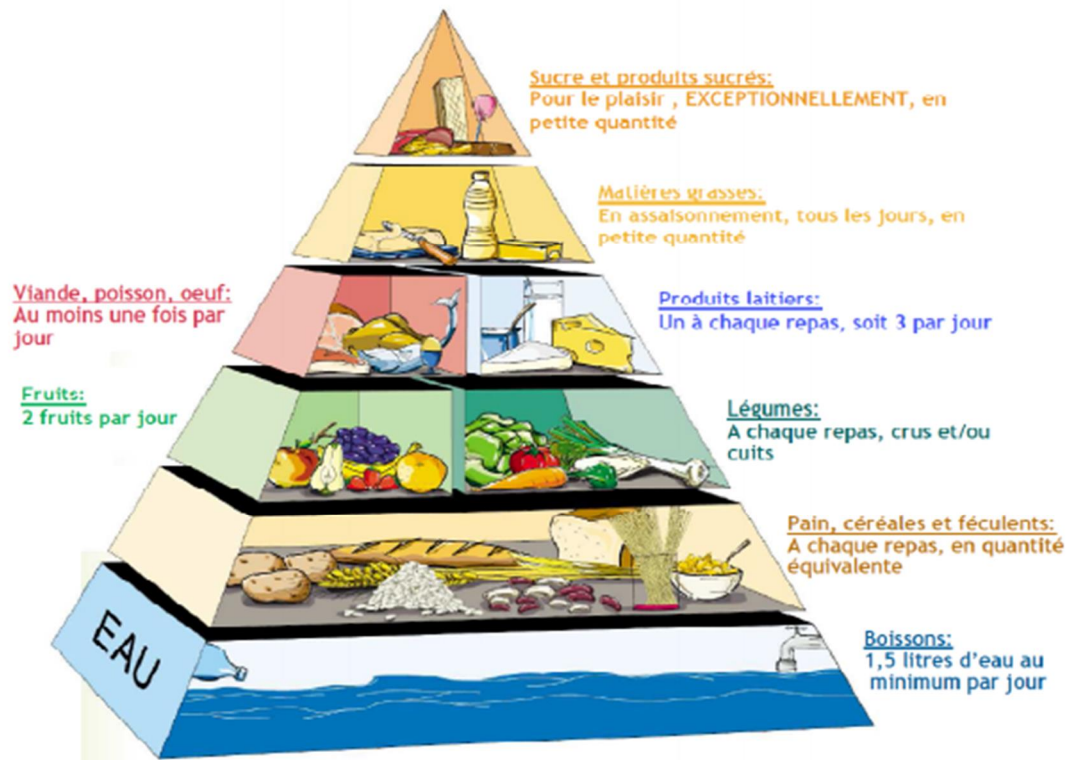 Sucre et produits sucrés:
Pour le plaisir , EXCEPTIONNELLEMENT, en
petite quantité
Matières grasses:
En assaisonnement, tous les jours, en
petite quantité
Viande, poisson, oeuf:
Au moins une fois par
jour
Produits laitiers:
Un à chaque repas, soit 3 par jour
Fruits:
2 fruits par jour
Légumes:
A chaque repas, crus et/ou
cuits
Pain, céréales et féculents:
A chaque repas, en quantité
équivalente
EAU
Boissons:
1,5 litres d'eau au
minimum par jour